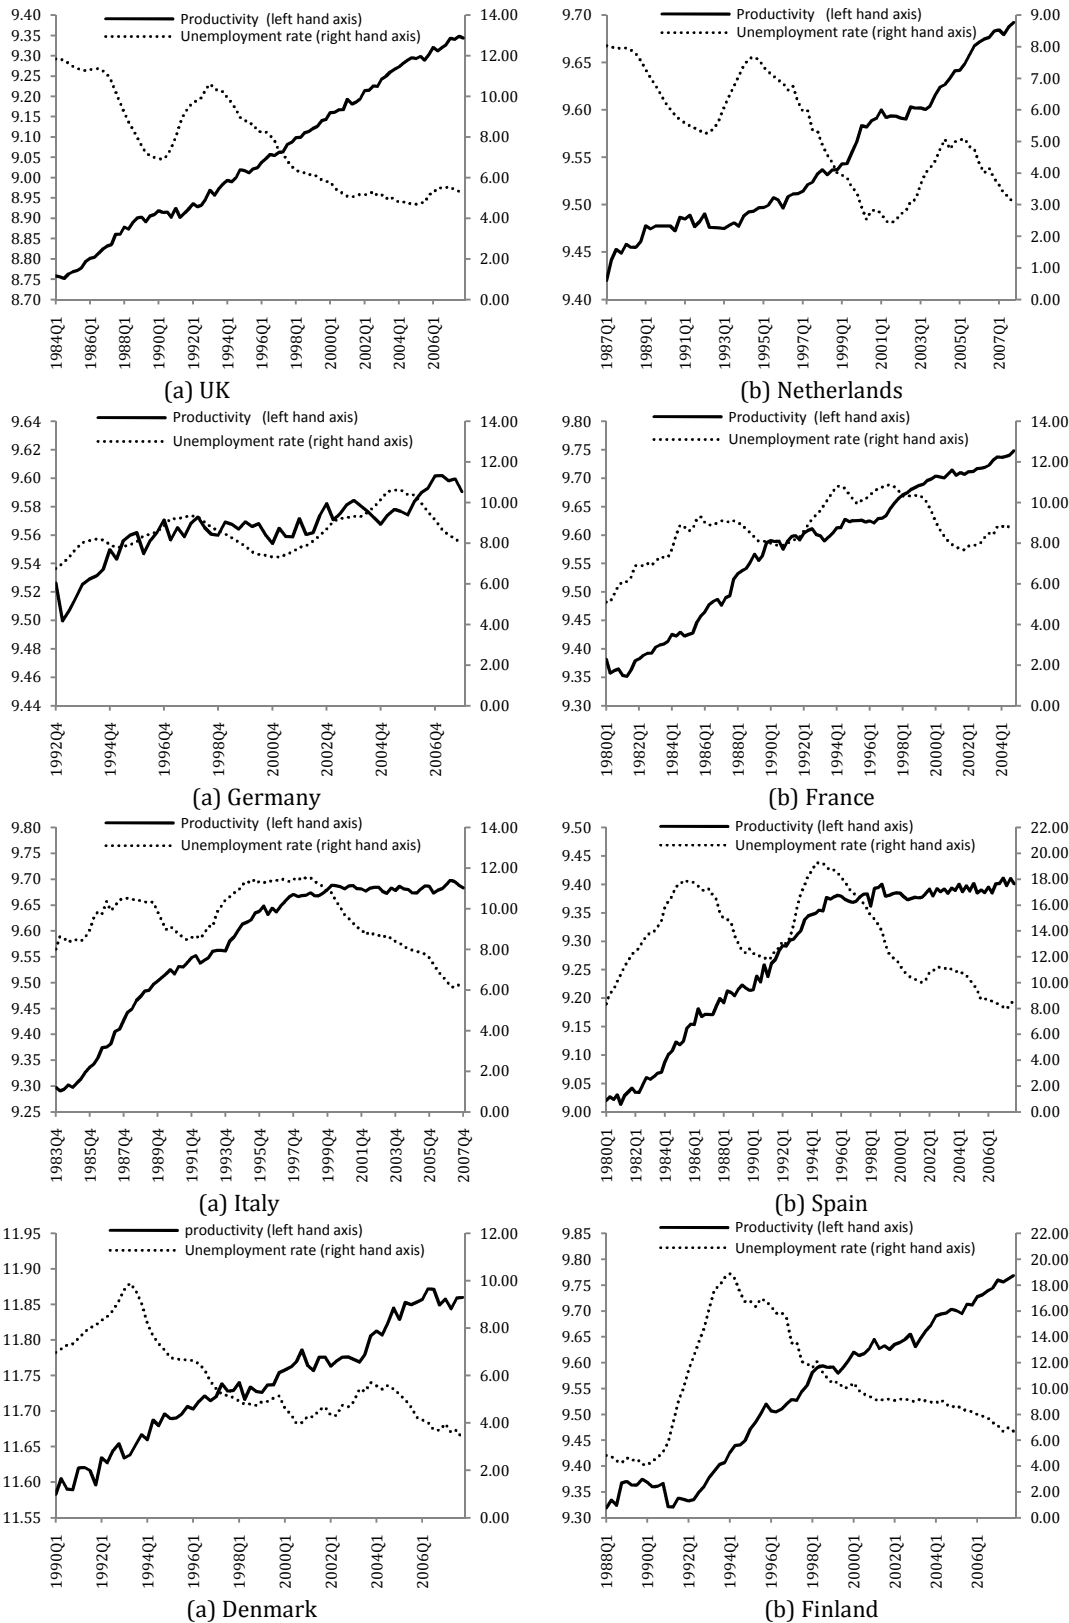 Productivity (left hand axis)
Unemployment rate (right hand axis)
9.40
9.35
9.30
9.25
9.20
9.15
9.10
9.05
9.00
8.95
8.90
8.85
8.80
8.75
8.70
14.00
12.00
10.00
8.00
6.00
4.00
2.00
0.00
1984Q1
1986Q1
1988Q1
1990Q1
1992Q1
1994Q1
1996Q1
1998Q1
2000Q1
2002Q1
2004Q1
2006Q1
(a) UK
Productivity (left hand axis)
Unemployment rate (right hand axis)
9.70
9.65
9.60
9.55
9.50
9.45
9.40
9.00
8.00
7.00
6.00
5.00
4.00
3.00
2.00
1.00
0.00
1987Q1
1989Q1
1991Q1
1993Q1
1995Q1
1997Q1
1999Q1
2001Q1
2003Q1
2005Q1
2007Q1
(b) Netherlands
Productivity (left hand axis)
Unemployment rate (right hand axis)
9.64
9.62
9.60
9.58
9.56
9.54
9.52
9.50
9.48
9.46
9.44
14.00
12.00
10.00
8.00
6.00
4.00
2.00
0.00
1992Q4
1994Q4
1996Q4
1998Q4
2000Q4
2002Q4
2004Q4
2006Q4
(a) Germany
Productivity (left hand axis)
Unemployment rate (right hand axis)
9.80
9.75
9.70
9.65
9.60
9.55
9.50
9.45
9.40
9.35
9.30
14.00
12.00
10.00
8.00
6.00
4.00
2.00
0.00
1980Q1
1982Q1
1984Q1
1986Q1
1988Q1
1990Q1
1992Q1
1994Q1
1996Q1
1998Q1
2000Q1
2002Q1
2004Q1
(b) France
Productivity (left hand axis)
Unemployment rate (right hand axis)
9.80
9.75
9.70
9.65
9.60
9.55
9.50
9.45
9.40
9.35
9.30
9.25
14.00
12.00
10.00
8.00
6.00
4.00
2.00
0.00
1983Q4
1985Q4
1987Q4
1989Q4
1991Q4
1993Q4
1995Q4
1997Q4
1999Q4
2001Q4
2003Q4
2005Q4
2007Q4
(a) Italy
Productivity (left hand axis)
Unemployment rate (right hand axis)
9.50
9.45
9.40
9.35
9.30
9.25
9.20
9.15
9.10
9.05
9.00
22.00
20.00
18.00
16.00
14.00
12.00
10.00
8.00
6.00
4.00
2.00
0.00
1980Q1
1982Q1
1984Q1
1986Q1
1988Q1
1990Q1
1992Q1
1994Q1
1996Q1
1998Q1
2000Q1
2002Q1
2004Q1
2006Q1
(b) Spain
productivity (left hand axis)
Unemployment rate (right hand axis)
11.95
11.90
11.85
11.80
11.75
11.70
11.65
11.60
11.55
12.00
10.00
8.00
6.00
4.00
2.00
0.00
1990Q1
1992Q1
1994Q1
1996Q1
1998Q1
2000Q1
2002Q1
2004Q1
2006Q1
(a) Denmark
Productivity (left hand axis)
Unemployment rate (right hand axis)
9.85
9.80
9.75
9.70
9.65
9.60
9.55
9.50
9.45
9.40
9.35
9.30
22.00
20.00
18.00
16.00
14.00
12.00
10.00
8.00
6.00
4.00
2.00
0.00
1988Q1
1990Q1
1992Q1
1994Q1
1996Q1
1998Q1
2000Q1
2002Q1
2004Q1
2006Q1
(b) Finland